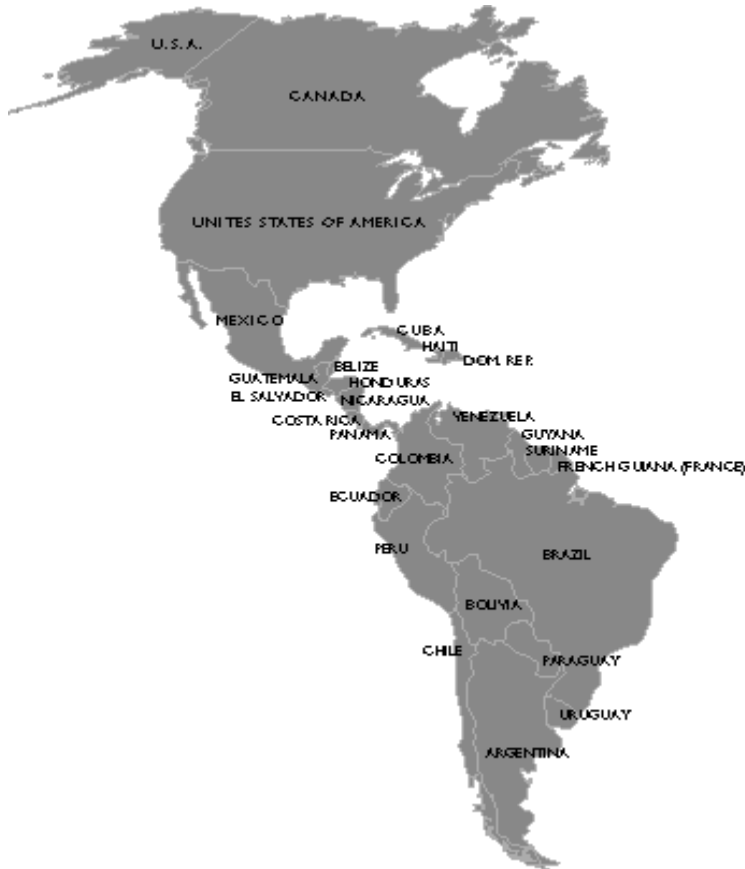 U.S.A.
CANADA
UNITES STATES OF AMERICA
MEXICO
CUBA
HAITI
DOM. REP.
BELIZE
GUATEMALA
HONDURAS
EL SALVADOR
NICARAGUA
COSTA RICA
PANAMA
VENEZUELA
GUYANA
SURINAME
COLOMBIA
FRENCH GUIANA (FRANCE)
ECUADOR
PERU
BRAZIL
BOLIVIA
CHILE
PARAGUAY
URUGUAY
ARGENTINA